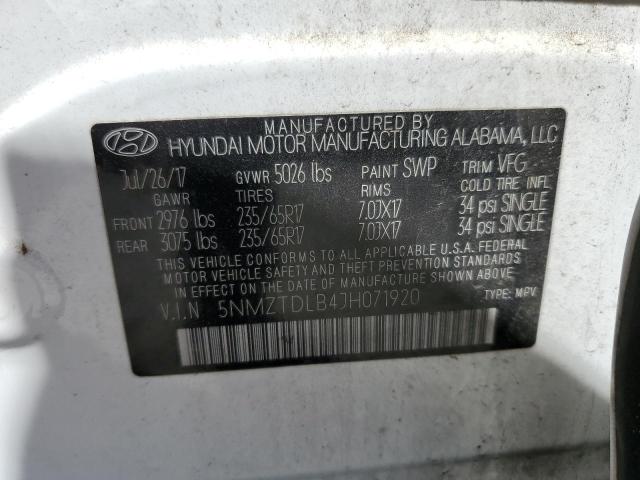 MANUFACTURED BY
HYUNDAI MOTOR MANUFACTURING ALABAMA, LLC
Jul/26/17 GVWR 5026 lbs PAINT SWP TRIM VFG
GAWR TIRES RIMS COLD TIRE INFL.
FRONT 2976 lbs 235/65R17 7.0JX17 34 psi SINGLE
REAR 3075 lbs 235/65R17 7.0JX17 34 psi SINGLE
THIS VEHICLE CONFORMS TO ALL APPLICABLE U.S.A. FEDERAL
MOTOR VEHICLE SAFETY AND THEFT PREVENTION STANDARDS
IN EFFECT ON THE DATE OF MANUFACTURE SHOWN ABOVE.
V.I.N 5NMZTDLB4JH071920 TYPE: MPV